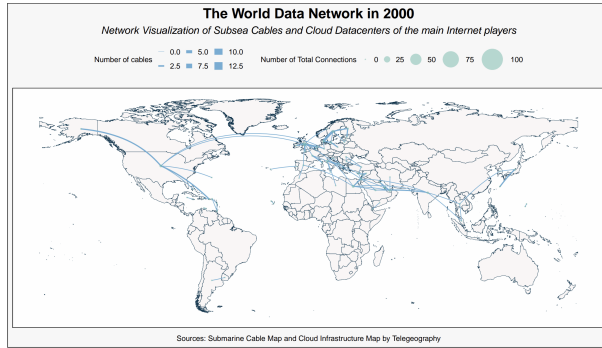 The World Data Network in 2000
Network Visualization of Subsea Cables and Cloud Datacenters of the main Internet players
Number of cables
0.0 5.0 10.0
2.5 7.5 12.5
Number of Total Connections
0 25 50 75 100
Sources: Submarine Cable Map and Cloud Infrastructure Map by Telegeography